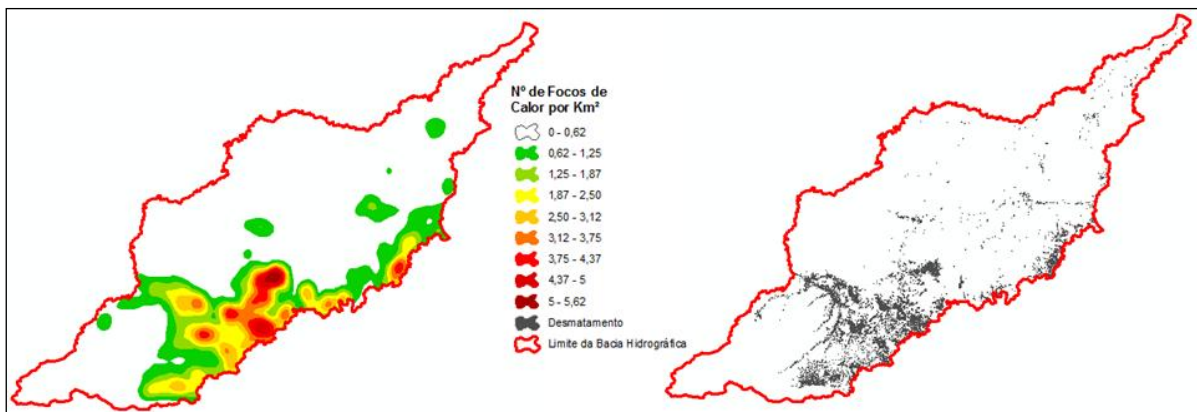 Nº de Focos de
Calor por Km²
0 - 0,62
0,62 - 1,25
1,25 - 1,87
1,87 - 2,50
2,50 - 3,12
3,12 - 3,75
3,75 - 4,37
4,37 - 5
5 - 5,62
Desmatamento
Limite da Bacia Hidrográfica